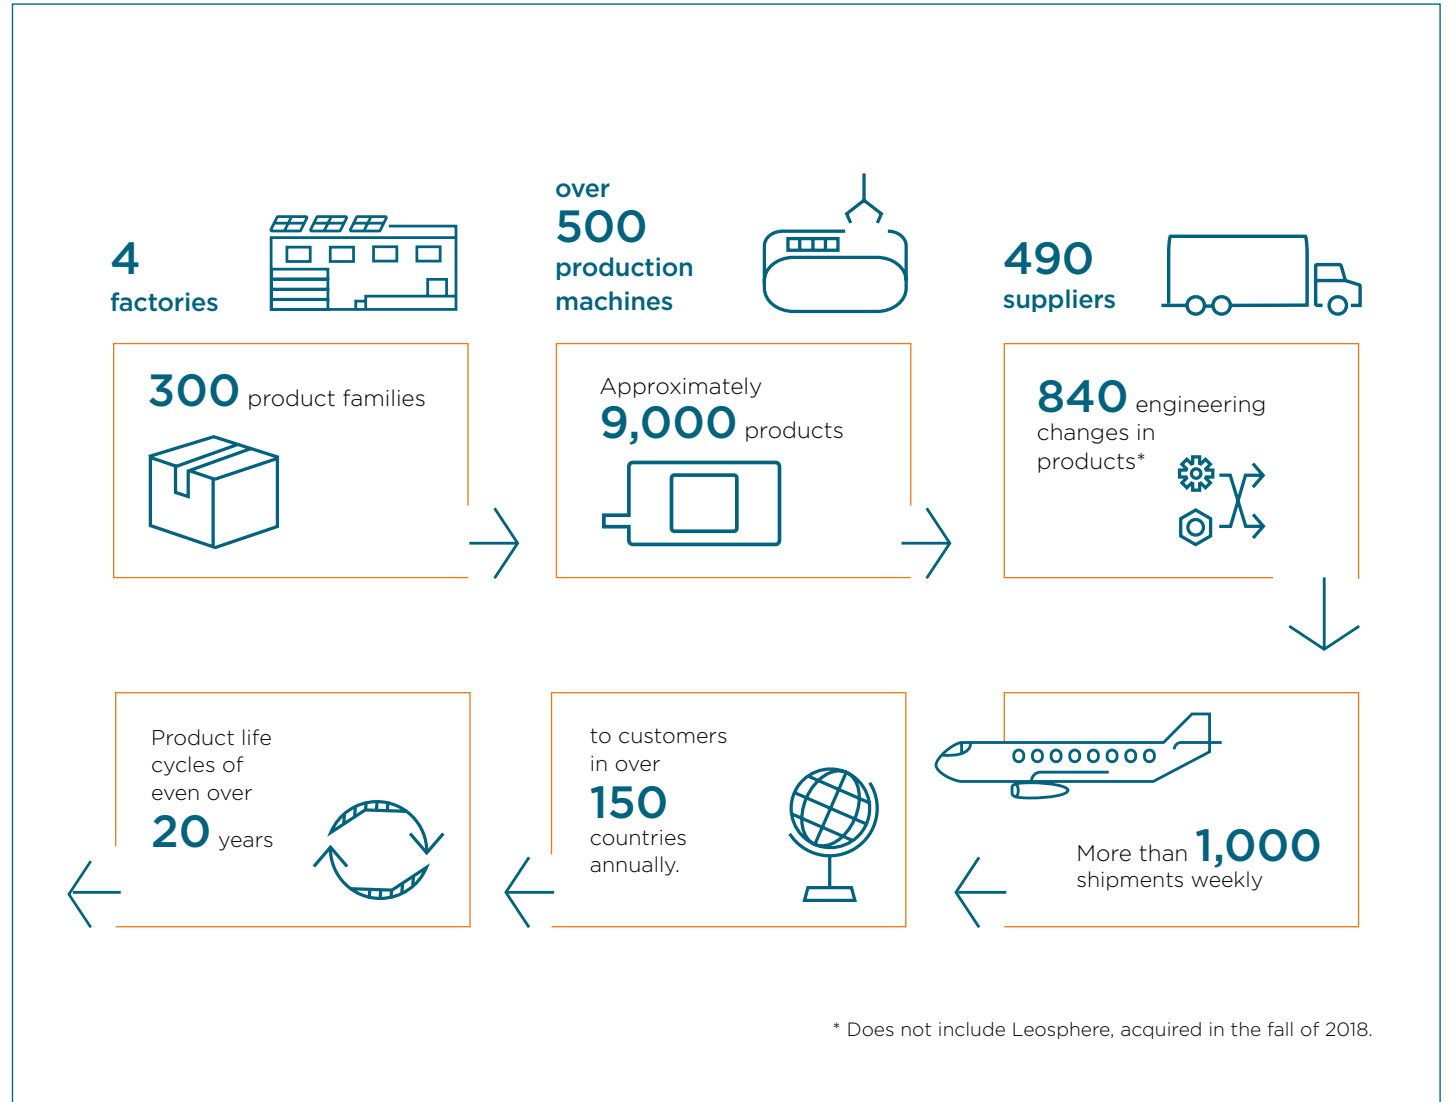 4
factories
over
500
production
machines
490
suppliers
300 product families
Approximately
9,000 products
840 engineering
changes in
products*
More than 1,000
shipments weekly
to customers
in over
150
countries
annually.
Product life
cycles of
even over
20 years
* Does not include Leosphere, acquired in the fall of 2018.